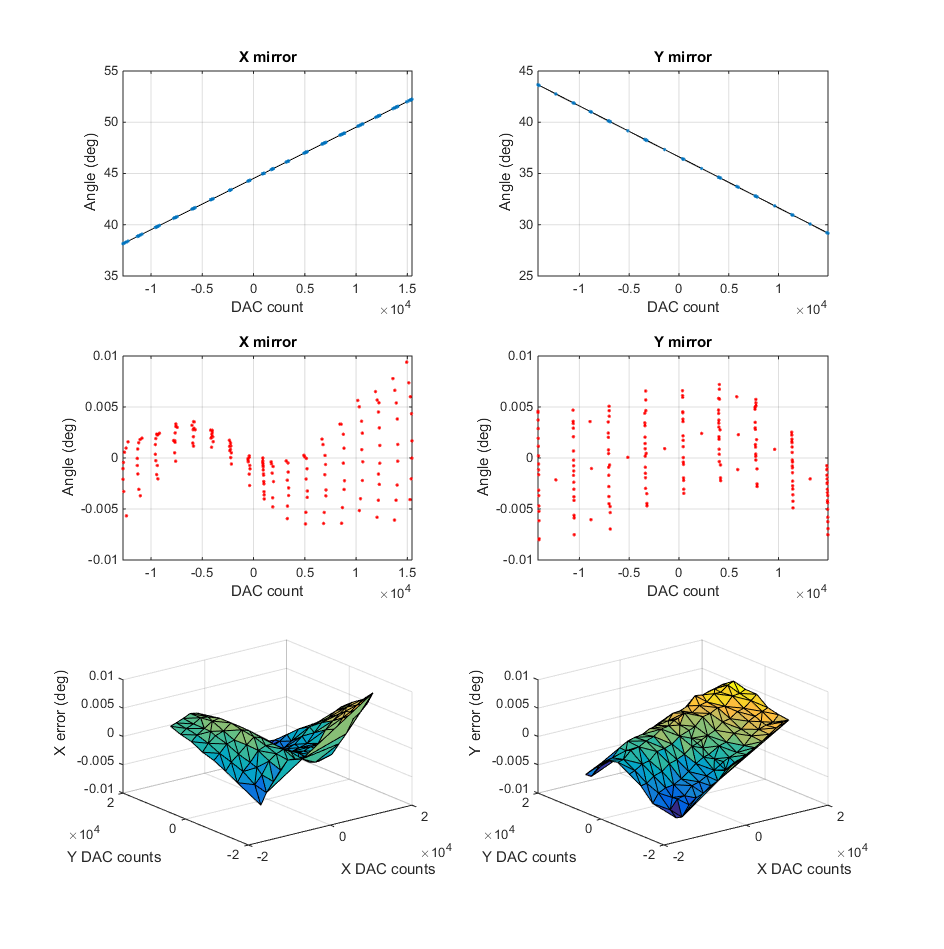 X mirror
55
50
45
40
35
Angle (deg)
-1 -0.5 0 0.5 1 1.5
DAC count
×10^4
Y mirror
45
40
35
30
25
Angle (deg)
-1 -0.5 0 0.5 1
DAC count
×10^4
X mirror
0.01
0.005
0
-0.005
-0.01
Angle (deg)
-1 -0.5 0 0.5 1 1.5
DAC count
×10^4
Y mirror
0.01
0.005
0
-0.005
-0.01
Angle (deg)
-1 -0.5 0 0.5 1
DAC count
×10^4
0.01
0.005
0
-0.005
-0.01
X error (deg)
2
0
-2
×10^4
Y DAC counts
-2
0
2
×10^4
X DAC counts
0.01
0.005
0
-0.005
-0.01
Y error (deg)
2
0
-2
×10^4
Y DAC counts
-2
0
2
×10^4
X DAC counts